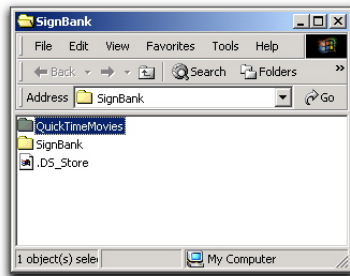 SignBank
File Edit View Favorites Tools Help
Back Search Folders »
Address SignBank Go
QuickTimeMovies
SignBank
.DS_Store
1 object(s) sele My Computer